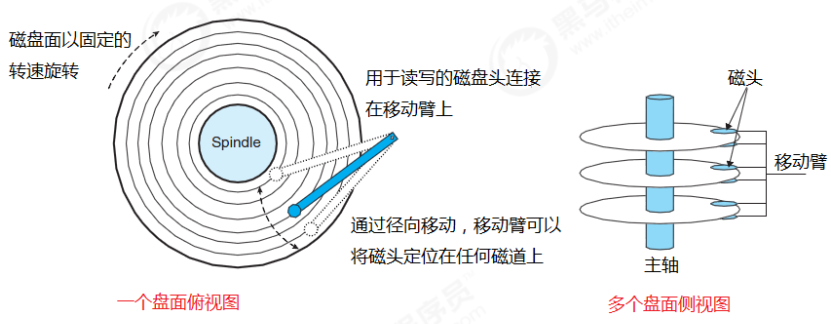 磁盘面以固定的
转速旋转
Spindle
用于读写的磁盘头连接
在移动臂上
通过径向移动，移动臂可以
将磁头定位在任何磁道上
一个盘面俯视图
磁头
移动臂
主轴
多个盘面侧视图